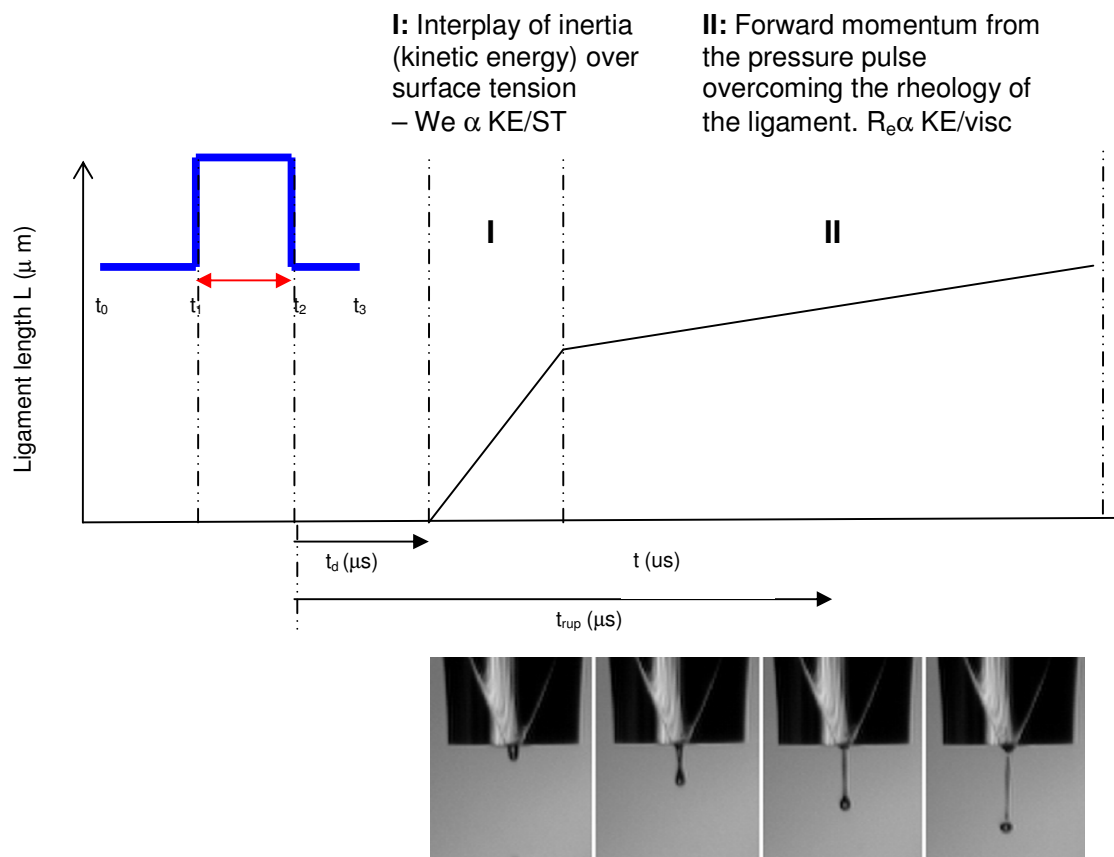 I: Interplay of inertia
(kinetic energy) over
surface tension
– We α KE/ST
II: Forward momentum from
the pressure pulse
overcoming the rheology of
the ligament. Reα KE/visc
Ligament length L (μ m)
I
II
t0 t1 t2 t3
td (μs)
t (us)
trup (μs)